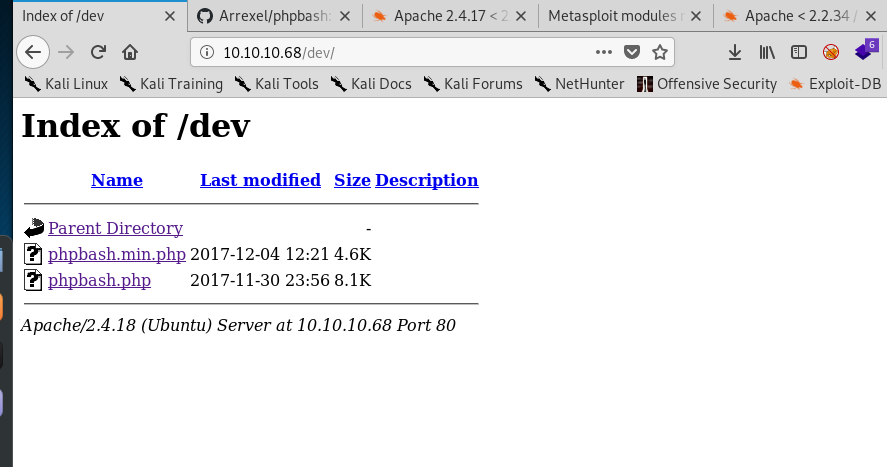 Index of /dev
Arrexel/phpbash:
Apache 2.4.17 < 2
Metasploit modules
Apache < 2.2.34 /
10.10.10.68/dev/
6
Kali Linux Kali Training Kali Tools Kali Docs Kali Forums NetHunter Offensive Security Exploit-DB
Index of /dev
Name Last modified Size Description
Parent Directory -
phpbash.min.php 2017-12-04 12:21 4.6K
phpbash.php 2017-11-30 23:56 8.1K
Apache/2.4.18 (Ubuntu) Server at 10.10.10.68 Port 80